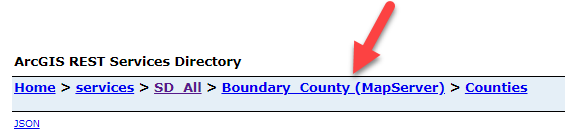 ArcGIS REST Services Directory
Home > services > SD_All > Boundary_County (MapServer) > Counties
JSON